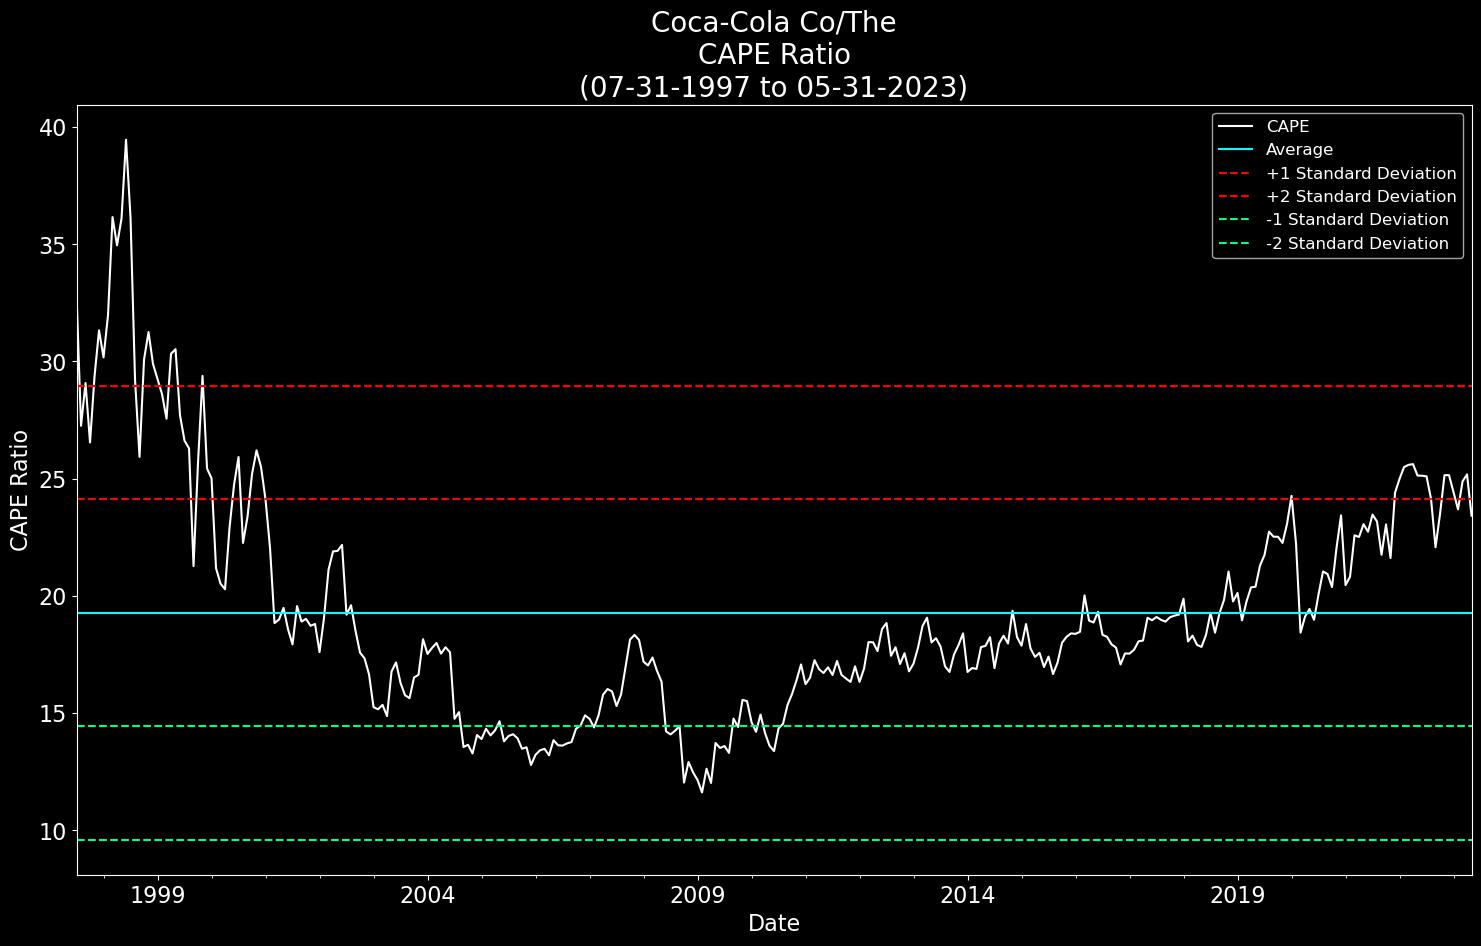 Coca-Cola Co/The
CAPE Ratio
(07-31-1997 to 05-31-2023)
CAPE
Average
+1 Standard Deviation
+2 Standard Deviation
-1 Standard Deviation
-2 Standard Deviation
CAPE Ratio
40
35
30
25
20
15
10
1999
2004
2009
2014
2019
Date